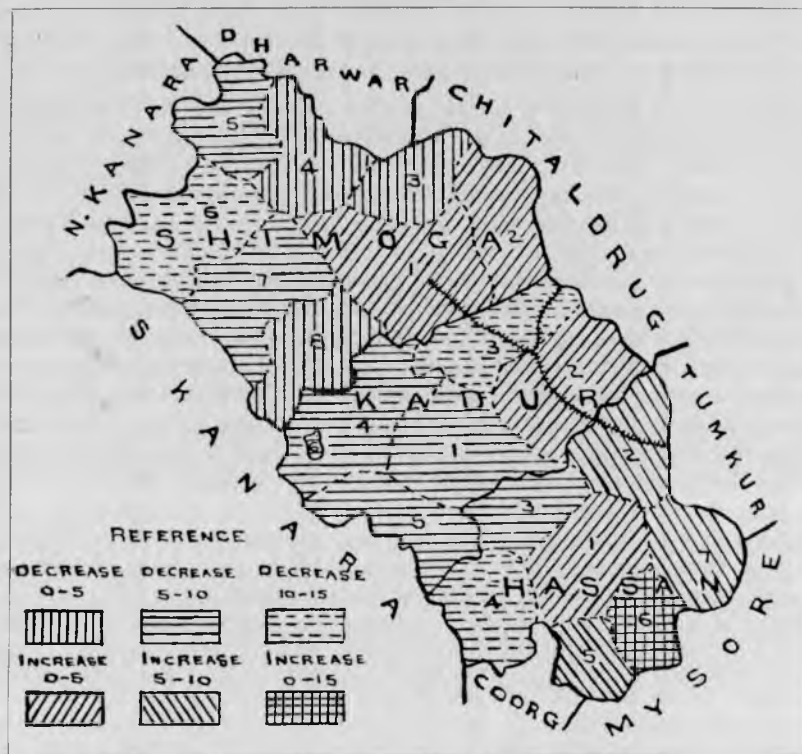 N. KANARA
DHARWAR
CHITALDRUG
5
4
3
6
SHIMOGA
2
1
7
8
S KANARA
3
2
KADUR
4
1
TUMKUR
2
5
3
1
7
HASSAN
4
6
5
MYSORE
COORG
REFERENCE
DECREASE DECREASE DECREASE
0-5 5-10 10-15
INCREASE INCREASE INCREASE
0-5 5-10 0-15